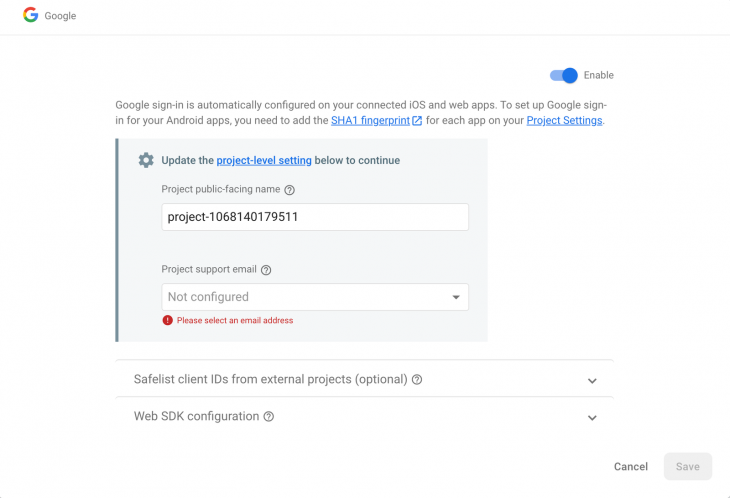 Google
Enable
Google sign-in is automatically configured on your connected iOS and web apps. To set up Google sign-
in for your Android apps, you need to add the SHA1 fingerprint for each app on your Project Settings.
Update the project-level setting below to continue
Project public-facing name
project-1068140179511
Project support email
Not configured
Please select an email address
Safelist client IDs from external projects (optional)
Web SDK configuration
Cancel Save